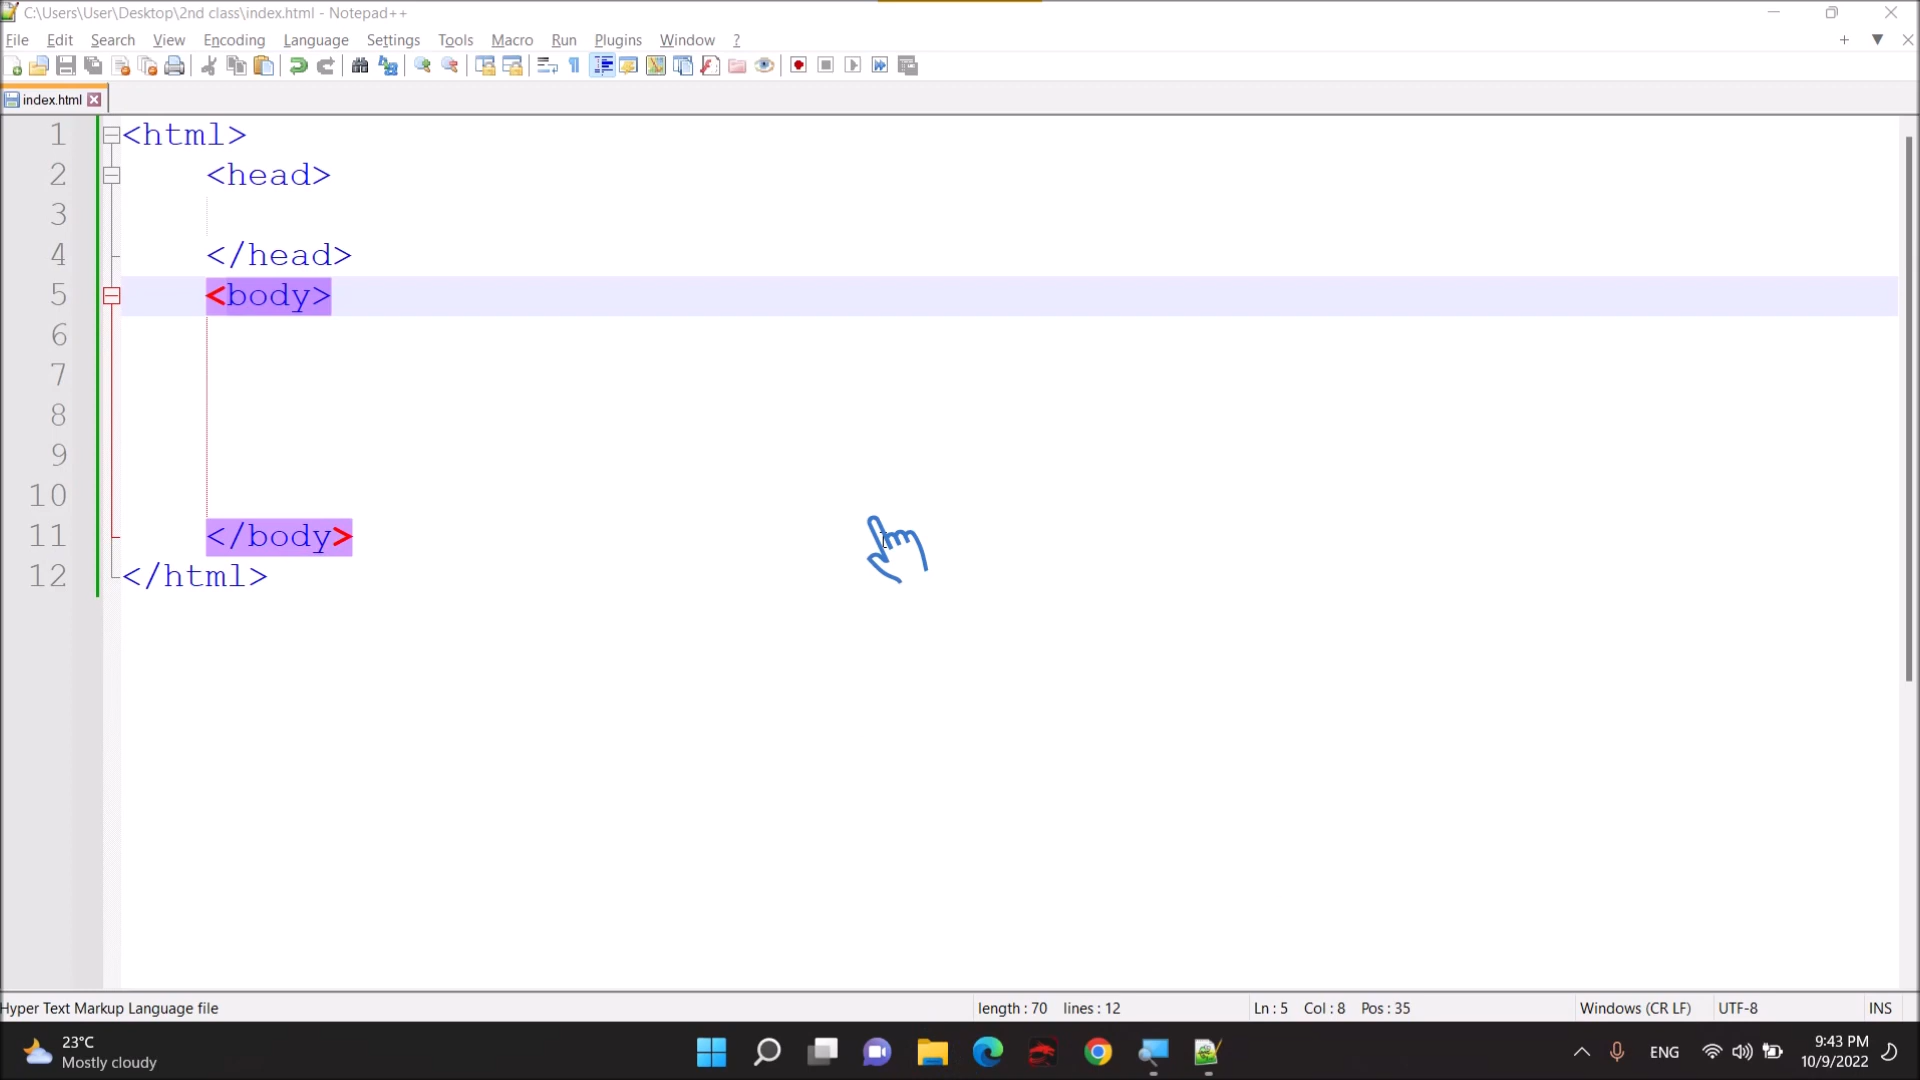 C:\Users\User\Desktop\2nd class\index.html - Notepad++
File Edit Search View Encoding Language Settings Tools Macro Run Plugins Window ?
index.html
1 <html>
2 <head>
3
4 </head>
5 <body>
6
7
8
9
10
11 </body>
12 </html>
Hyper Text Markup Language file length : 70 lines : 12 Ln : 5 Col : 8 Pos : 35 Windows (CR LF) UTF-8 INS
23°C
Mostly cloudy
ENG
9:43 PM
10/9/2022